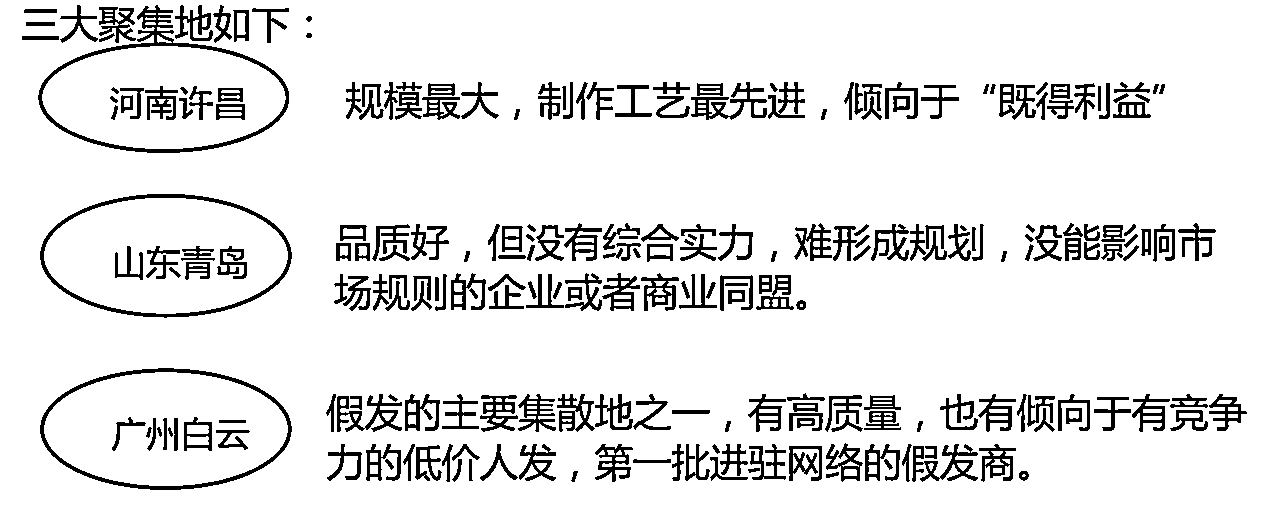 三大聚集地如下：
河南许昌
规模最大，制作工艺最先进，倾向于“既得利益”
山东青岛
品质好，但没有综合实力，难形成规划，没能影响市
场规则的企业或者商业同盟。
广州白云
假发的主要集散地之一，有高质量，也有倾向于有竞争
力的低价人发，第一批进驻网络的假发商。